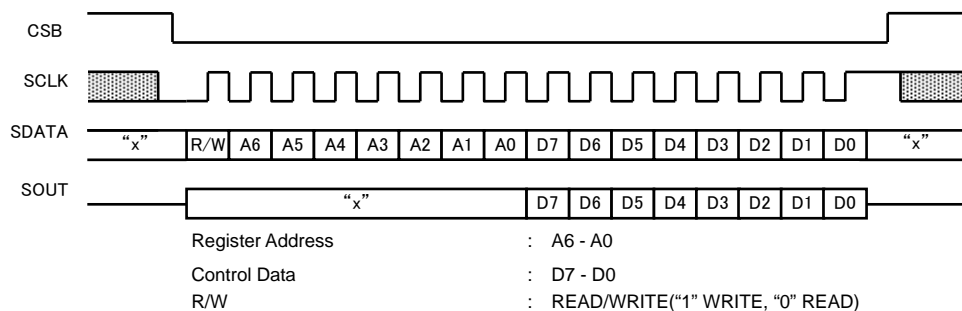 CSB
SCLK
SDATA “x” R/W A6 A5 A4 A3 A2 A1 A0 D7 D6 D5 D4 D3 D2 D1 D0 “x”
SOUT “x” D7 D6 D5 D4 D3 D2 D1 D0
Register Address : A6 - A0
Control Data : D7 - D0
R/W : READ/WRITE(“1” WRITE, “0” READ)